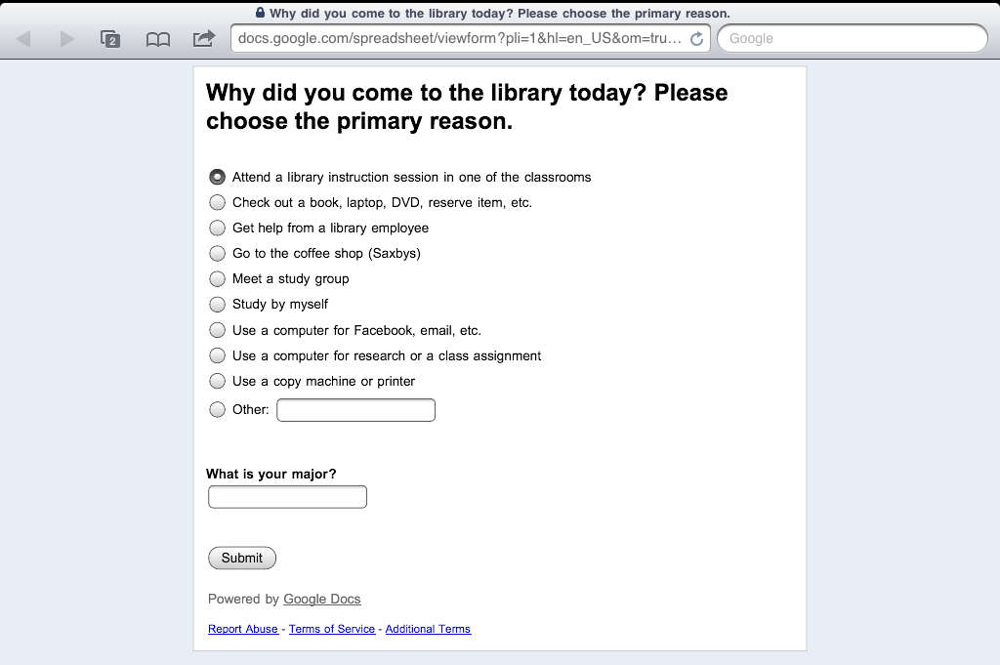 Why did you come to the library today? Please choose the primary reason.
2
docs.google.com/spreadsheet/viewform?pli=1&hl=en_US&om=tru...
Google
Why did you come to the library today? Please
choose the primary reason.
Attend a library instruction session in one of the classrooms
Check out a book, laptop, DVD, reserve item, etc.
Get help from a library employee
Go to the coffee shop (Saxbys)
Meet a study group
Study by myself
Use a computer for Facebook, email, etc.
Use a computer for research or a class assignment
Use a copy machine or printer
Other:
What is your major?
Submit
Powered by Google Docs
Report Abuse - Terms of Service - Additional Terms